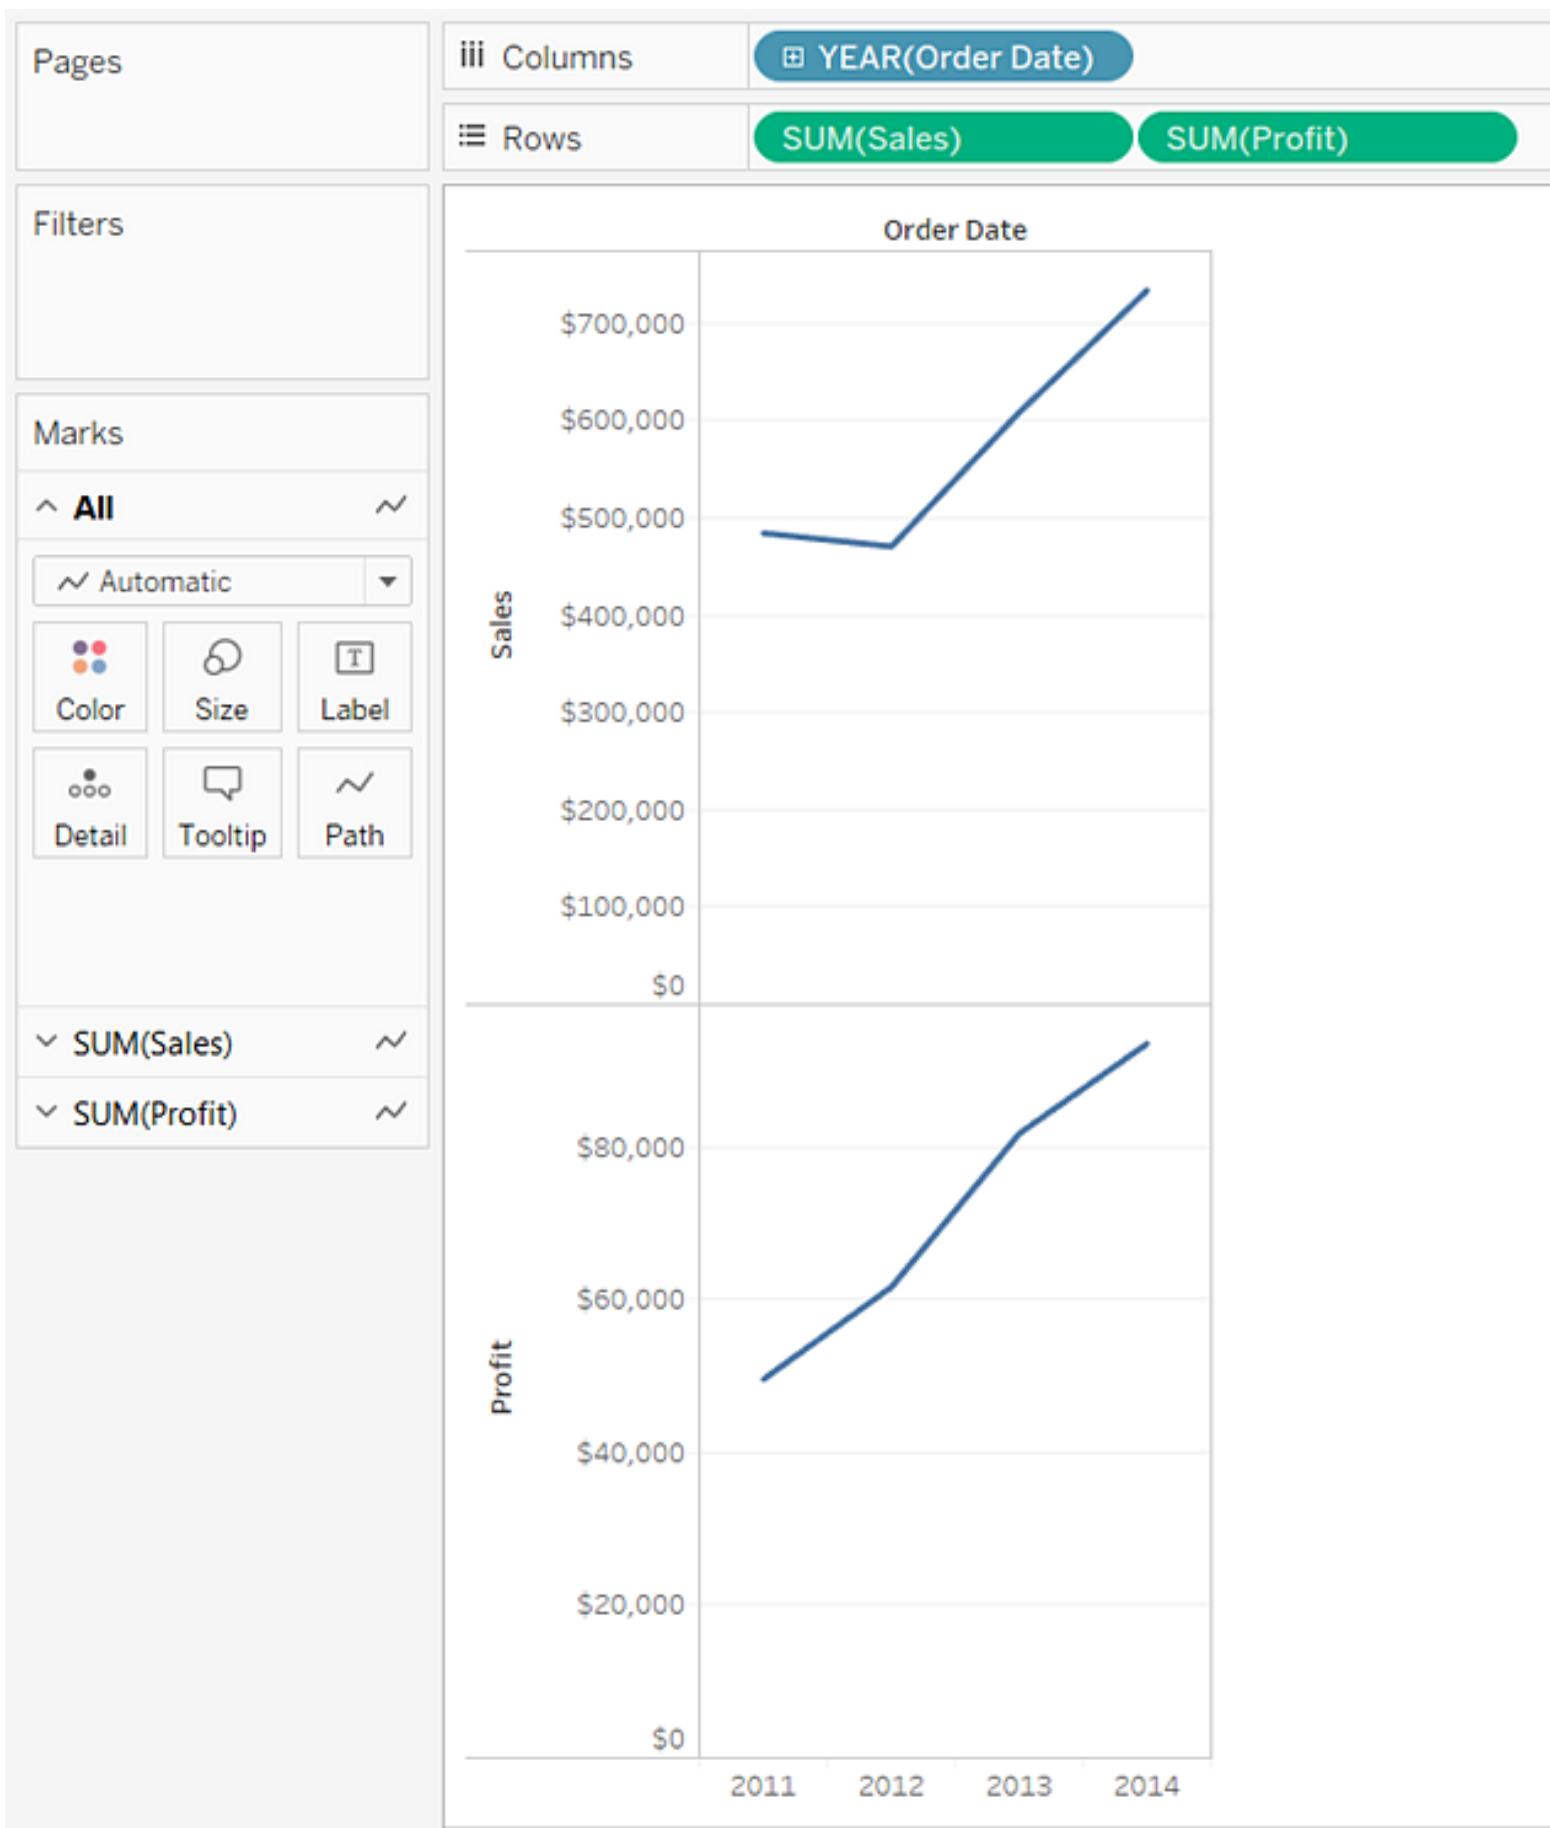 Pages
Columns
YEAR(Order Date)
Rows
SUM(Sales)
SUM(Profit)
Filters
Marks
All
Automatic
Color
Size
Label
Detail
Tooltip
Path
SUM(Sales)
SUM(Profit)
Order Date
Sales
$700,000
$600,000
$500,000
$400,000
$300,000
$200,000
$100,000
$0
Profit
$80,000
$60,000
$40,000
$20,000
$0
2011
2012
2013
2014